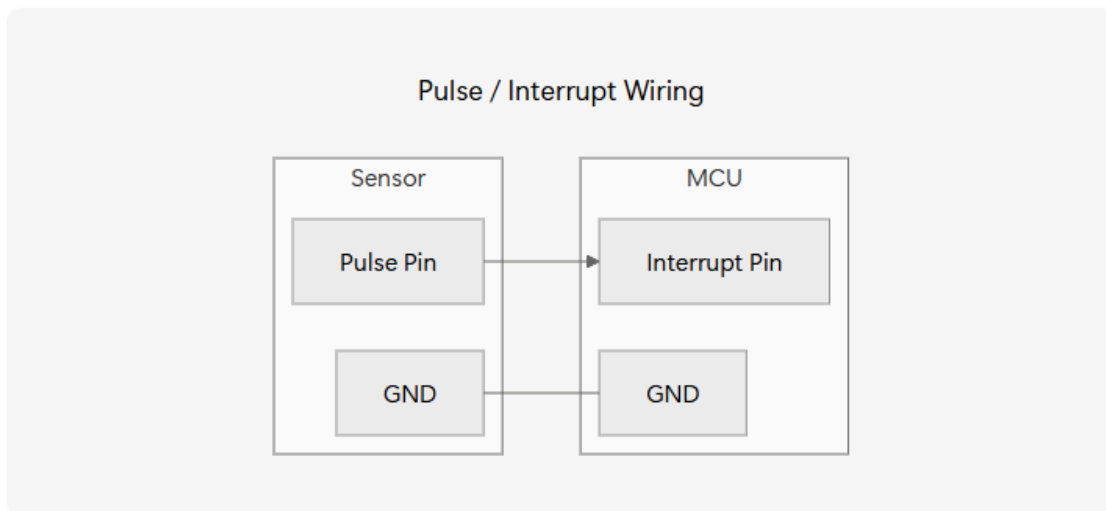 Pulse / Interrupt Wiring
Sensor
MCU
Pulse Pin
Interrupt Pin
GND
GND